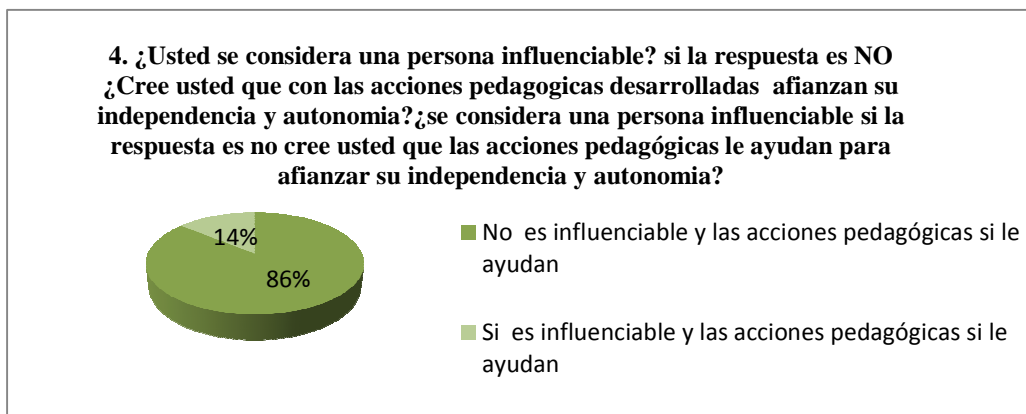 4. ¿Usted se considera una persona influenciable? si la respuesta es NO
¿Cree usted que con las acciones pedagogicas desarrolladas afianzan su
independencia y autonomia?¿se considera una persona influenciable si la
respuesta es no cree usted que las acciones pedagógicas le ayudan para
afianzar su independencia y autonomia?
14%
86%
No es influenciable y las acciones pedagógicas si le
ayudan
Si es influenciable y las acciones pedagógicas si le
ayudan